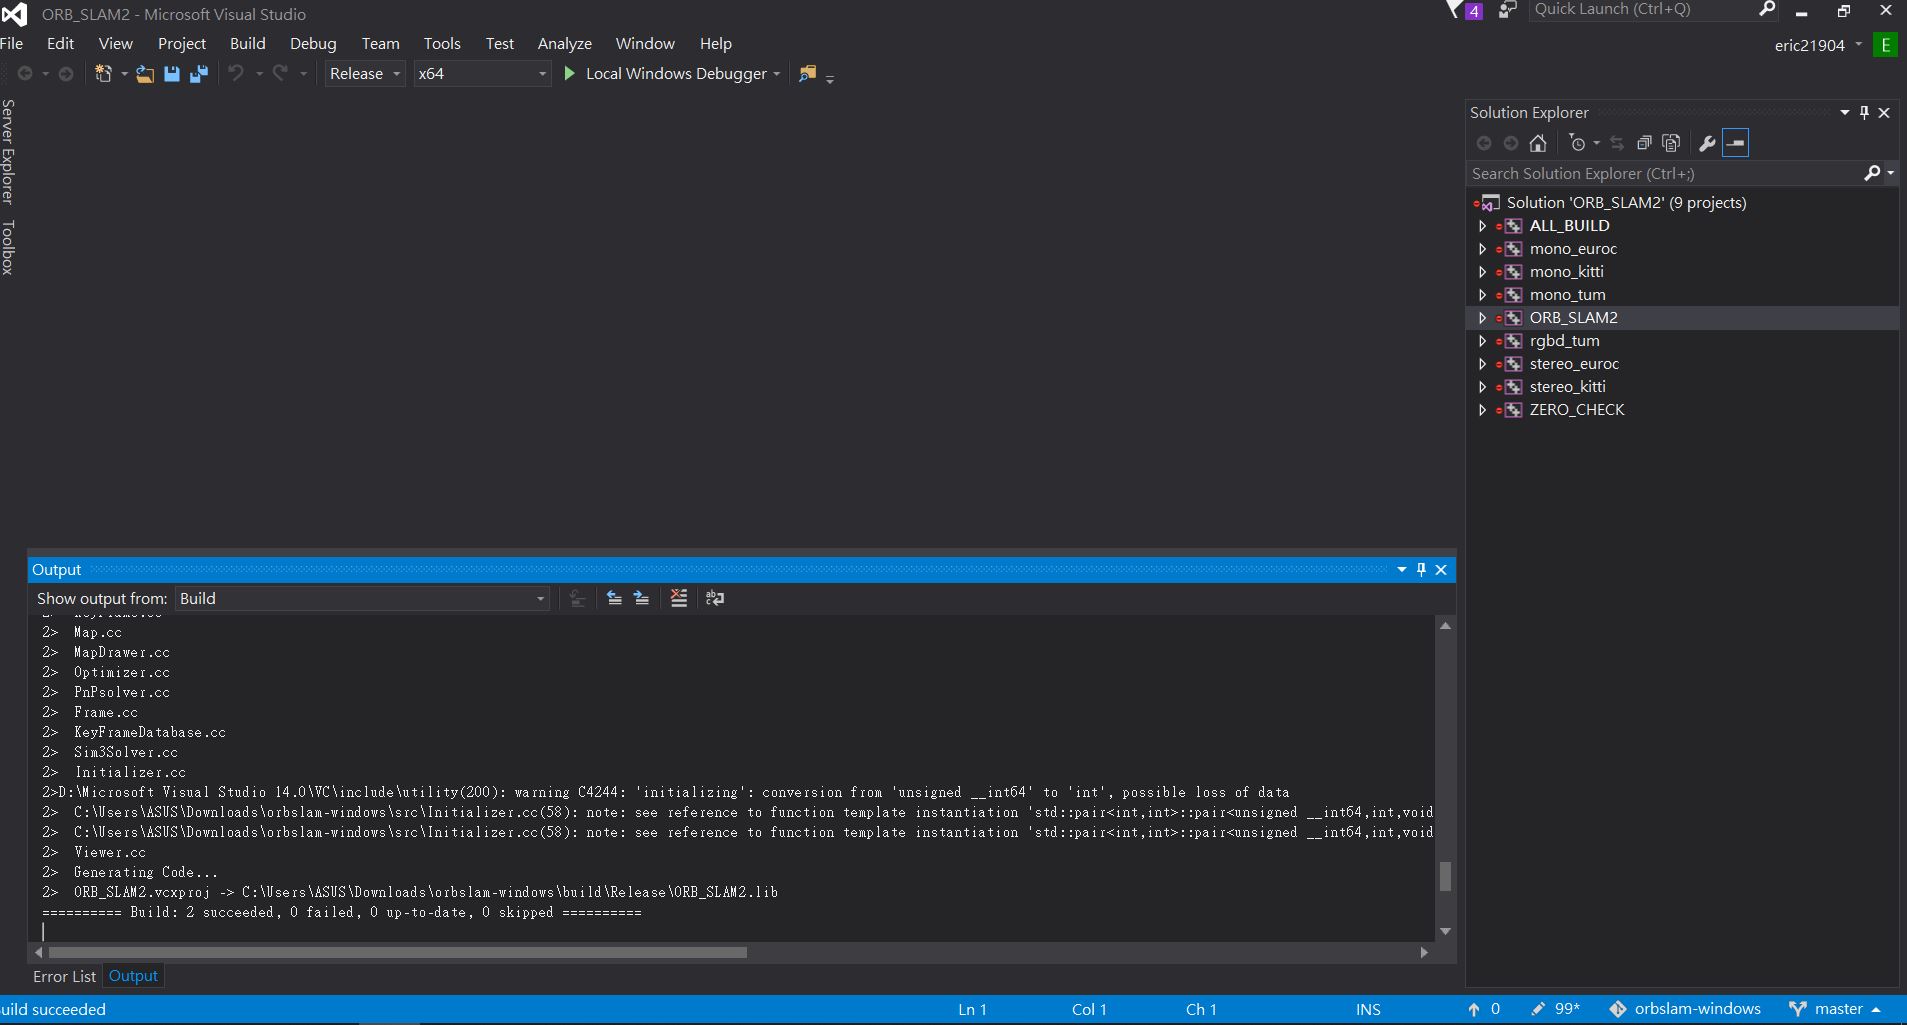 ORB_SLAM2 - Microsoft Visual Studio
4
Quick Launch (Ctrl+Q)
File Edit View Project Build Debug Team Tools Test Analyze Window Help
eric21904
E
Release x64 Local Windows Debugger
Server Explorer
Toolbox
Solution Explorer
Search Solution Explorer (Ctrl+;)
Solution 'ORB_SLAM2' (9 projects)
ALL_BUILD
mono_euroc
mono_kitti
mono_tum
ORB_SLAM2
rgbd_tum
stereo_euroc
stereo_kitti
ZERO_CHECK
Output
Show output from: Build
2> KeyFrame.cc
2> Map.cc
2> MapDrawer.cc
2> Optimizer.cc
2> PnPsolver.cc
2> Frame.cc
2> KeyFrameDatabase.cc
2> Sim3Solver.cc
2> Initializer.cc
2>D:\Microsoft Visual Studio 14.0\VC\include\utility(200): warning C4244: 'initializing': conversion from 'unsigned __int64' to 'int', possible loss of data
2> C:\Users\ASUS\Downloads\orbslam-windows\src\Initializer.cc(58): note: see reference to function template instantiation 'std::pair<int,int>::pair<unsigned __int64,int,void
2> C:\Users\ASUS\Downloads\orbslam-windows\src\Initializer.cc(58): note: see reference to function template instantiation 'std::pair<int,int>::pair<unsigned __int64,int,void
2> Viewer.cc
2> Generating Code...
2> ORB_SLAM2.vcxproj -> C:\Users\ASUS\Downloads\orbslam-windows\build\Release\ORB_SLAM2.lib
========== Build: 2 succeeded, 0 failed, 0 up-to-date, 0 skipped ==========
Error List Output
uild succeeded Ln 1 Col 1 Ch 1 INS 0 99* orbslam-windows master